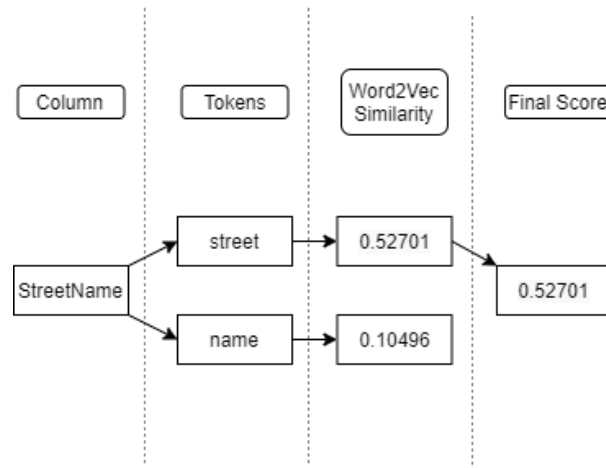 Column
Tokens
Word2Vec
Similarity
Final Score
StreetName
street
0.52701
name
0.10496
0.52701